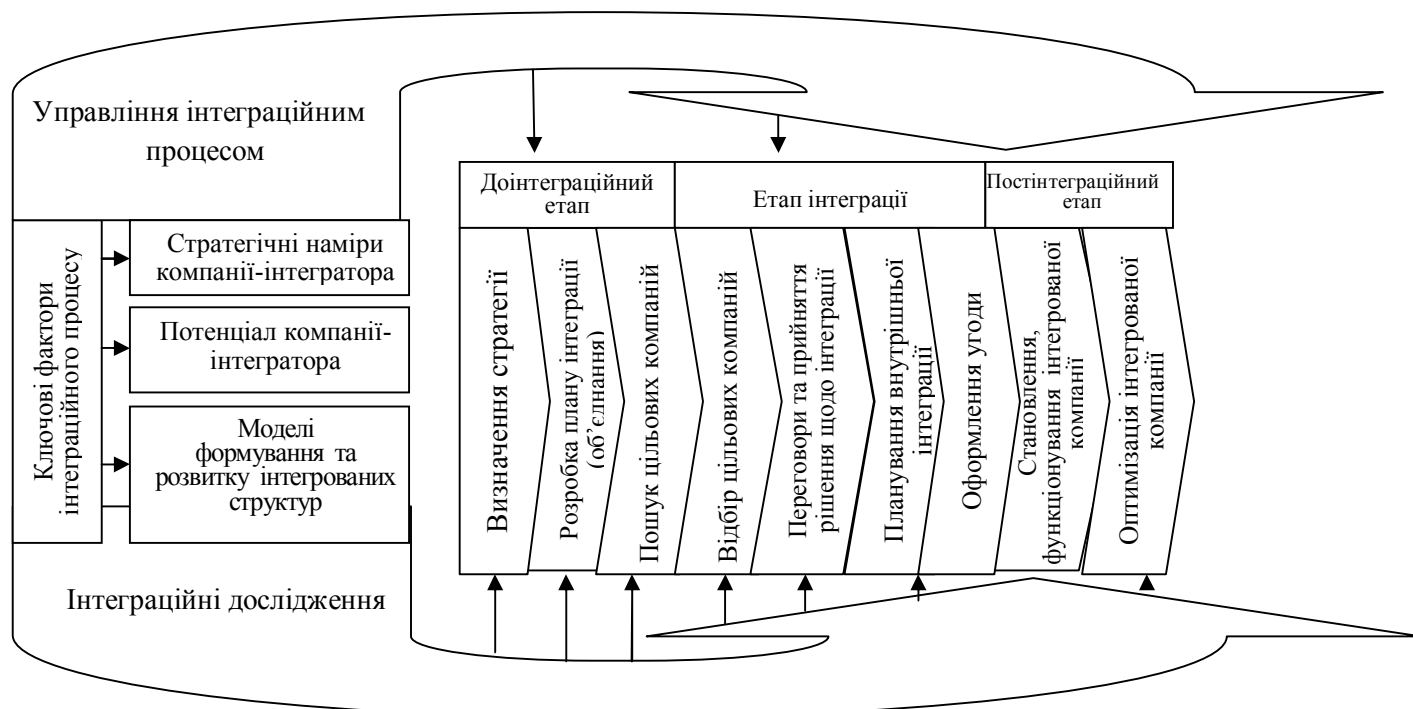 Управління інтеграційним
процесом
Ключові фактори
інтеграційного процесу
Стратегічні наміри
компанії-інтегратора
Потенціал компанії-
інтегратора
Моделі
формування та
розвитку інтегрованих
структур
Інтеграційні дослідження
Доінтеграційний
етап
Етап інтеграції
Постінтеграційний
етап
Визначення стратегії
Розробка плану інтеграції
(об’єднання)
Пошук цільових компаній
Відбір цільових компаній
Переговори та прийняття
рішення щодо інтеграції
Планування внутрішньої
інтеграції
Оформлення угоди
Становлення,
функціонування інтегрованої
компанії
Оптимізація інтегрованої
компанії